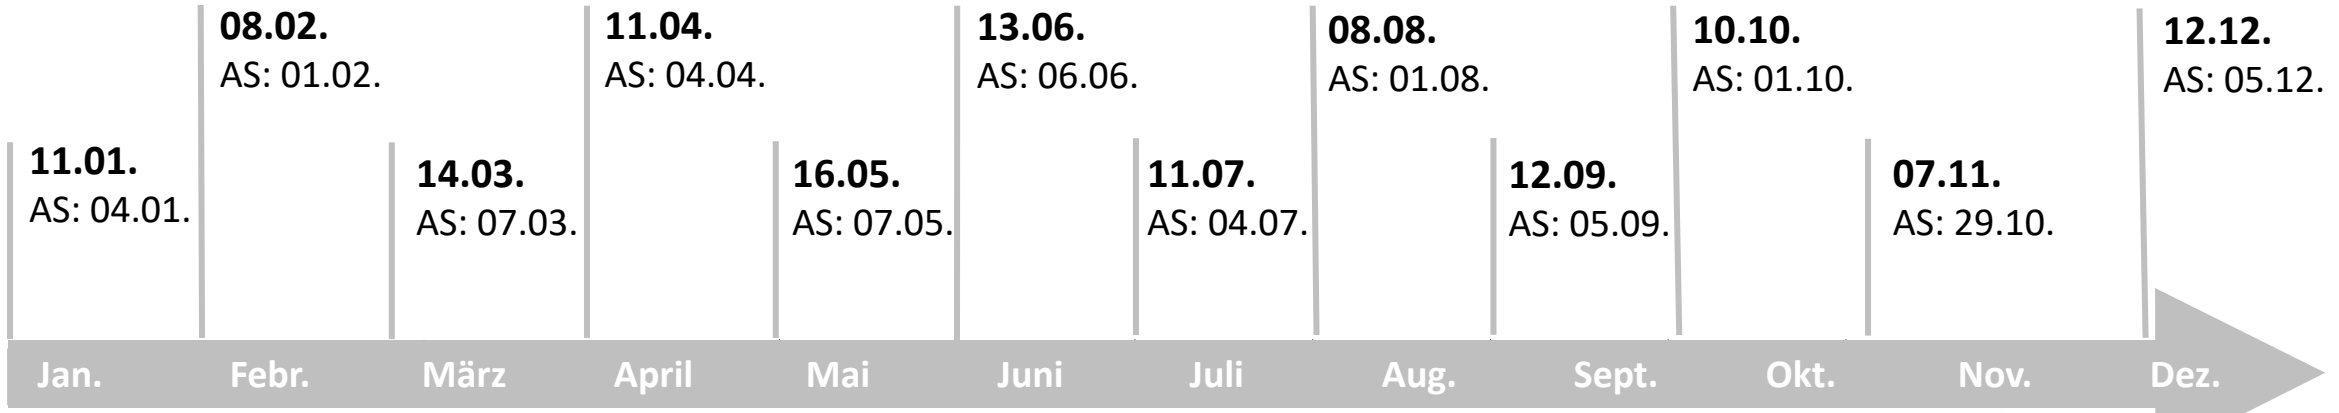 08.02.
AS: 01.02.
11.04.
AS: 04.04.
13.06.
AS: 06.06.
08.08.
AS: 01.08.
10.10.
AS: 01.10.
12.12.
AS: 05.12.
11.01.
AS: 04.01.
14.03.
AS: 07.03.
16.05.
AS: 07.05.
11.07.
AS: 04.07.
12.09.
AS: 05.09.
07.11.
AS: 29.10.
Jan. Febr. März April Mai Juni Juli Aug. Sept. Okt. Nov. Dez.